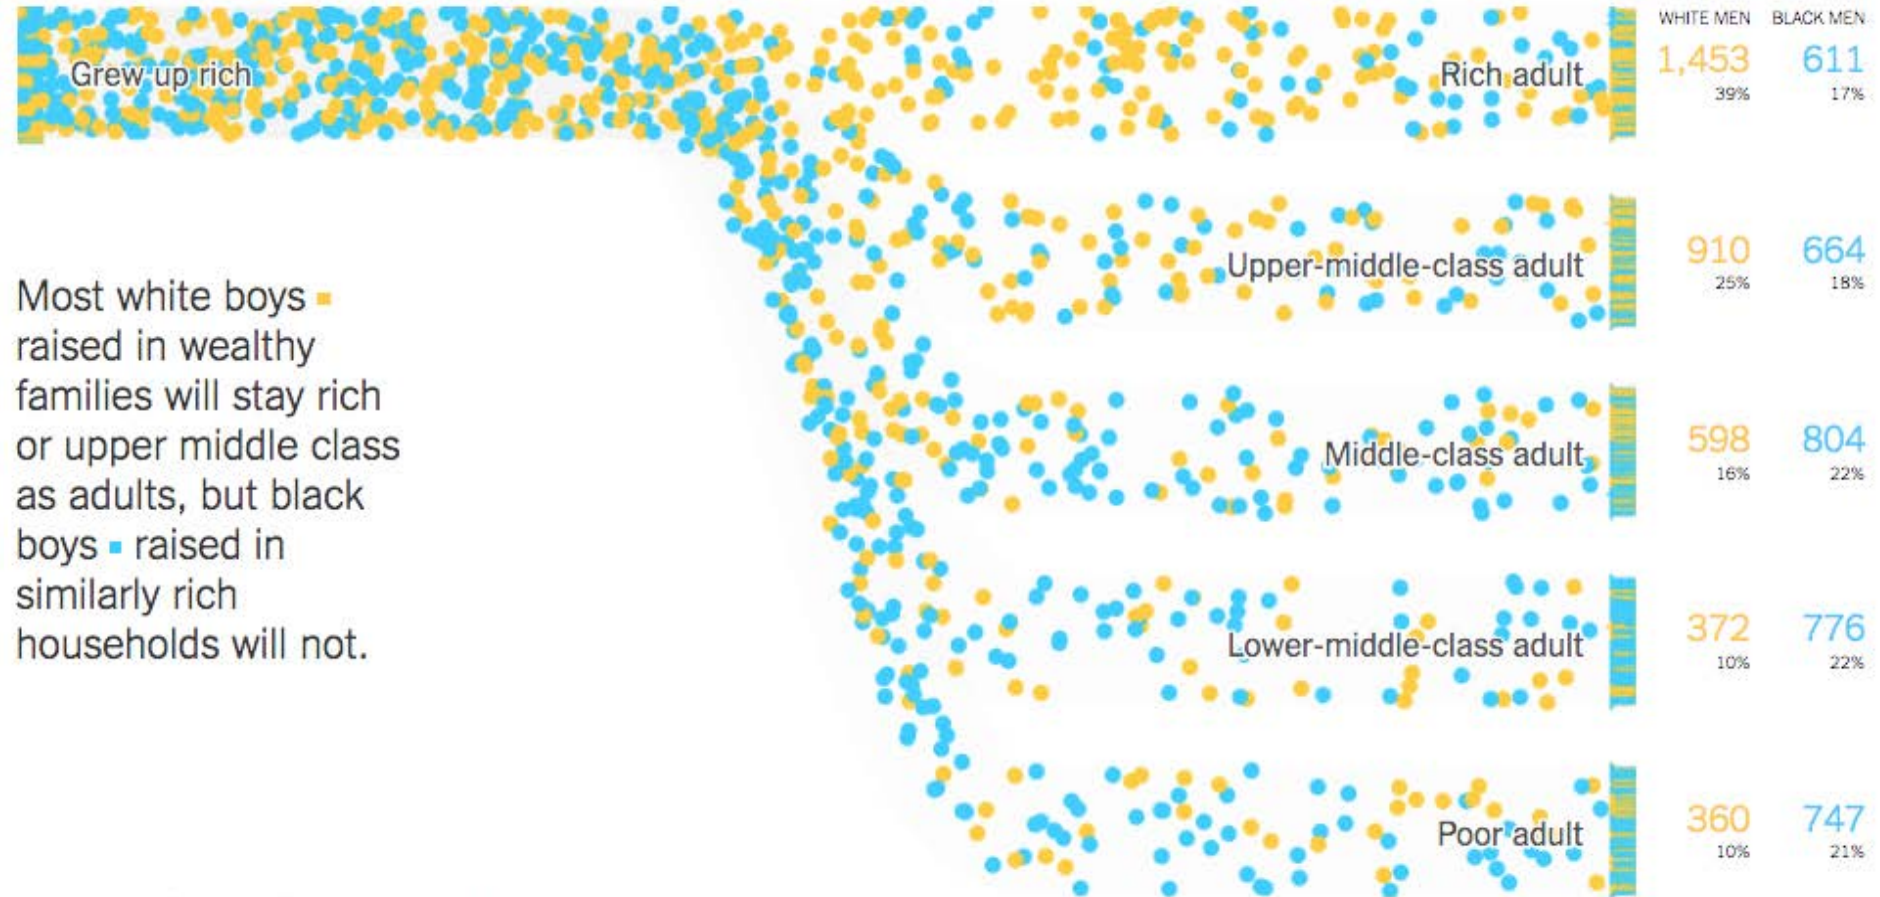 WHITE MEN BLACK MEN
Grew up rich
Rich adult
1,453 611
39% 17%
Upper-middle-class adult
910 664
25% 18%
Most white boys
raised in wealthy
families will stay rich
or upper middle class
as adults, but black
boys raised in
similarly rich
households will not.
Middle-class adult
598 804
16% 22%
Lower-middle-class adult
372 776
10% 22%
Poor adult
360 747
10% 21%